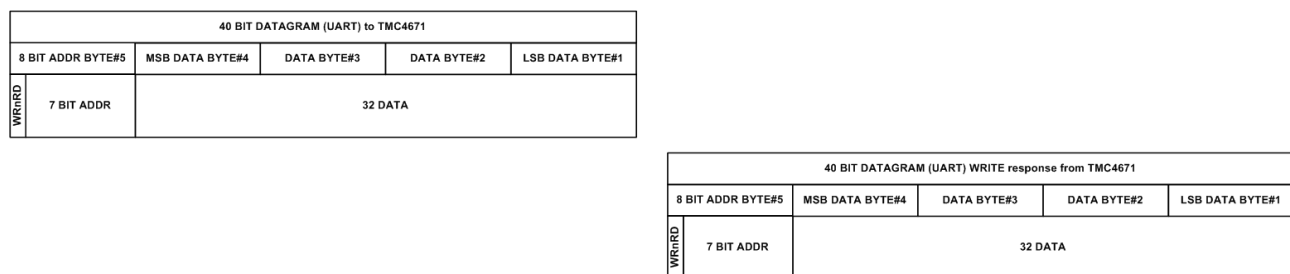 40 BIT DATAGRAM (UART) to TMC4671
8 BIT ADDR BYTE#5 MSB DATA BYTE#4 DATA BYTE#3 DATA BYTE#2 LSB DATA BYTE#1
WRnRD 7 BIT ADDR 32 DATA
40 BIT DATAGRAM (UART) WRITE response from TMC4671
8 BIT ADDR BYTE#5 MSB DATA BYTE#4 DATA BYTE#3 DATA BYTE#2 LSB DATA BYTE#1
WRnRD 7 BIT ADDR 32 DATA